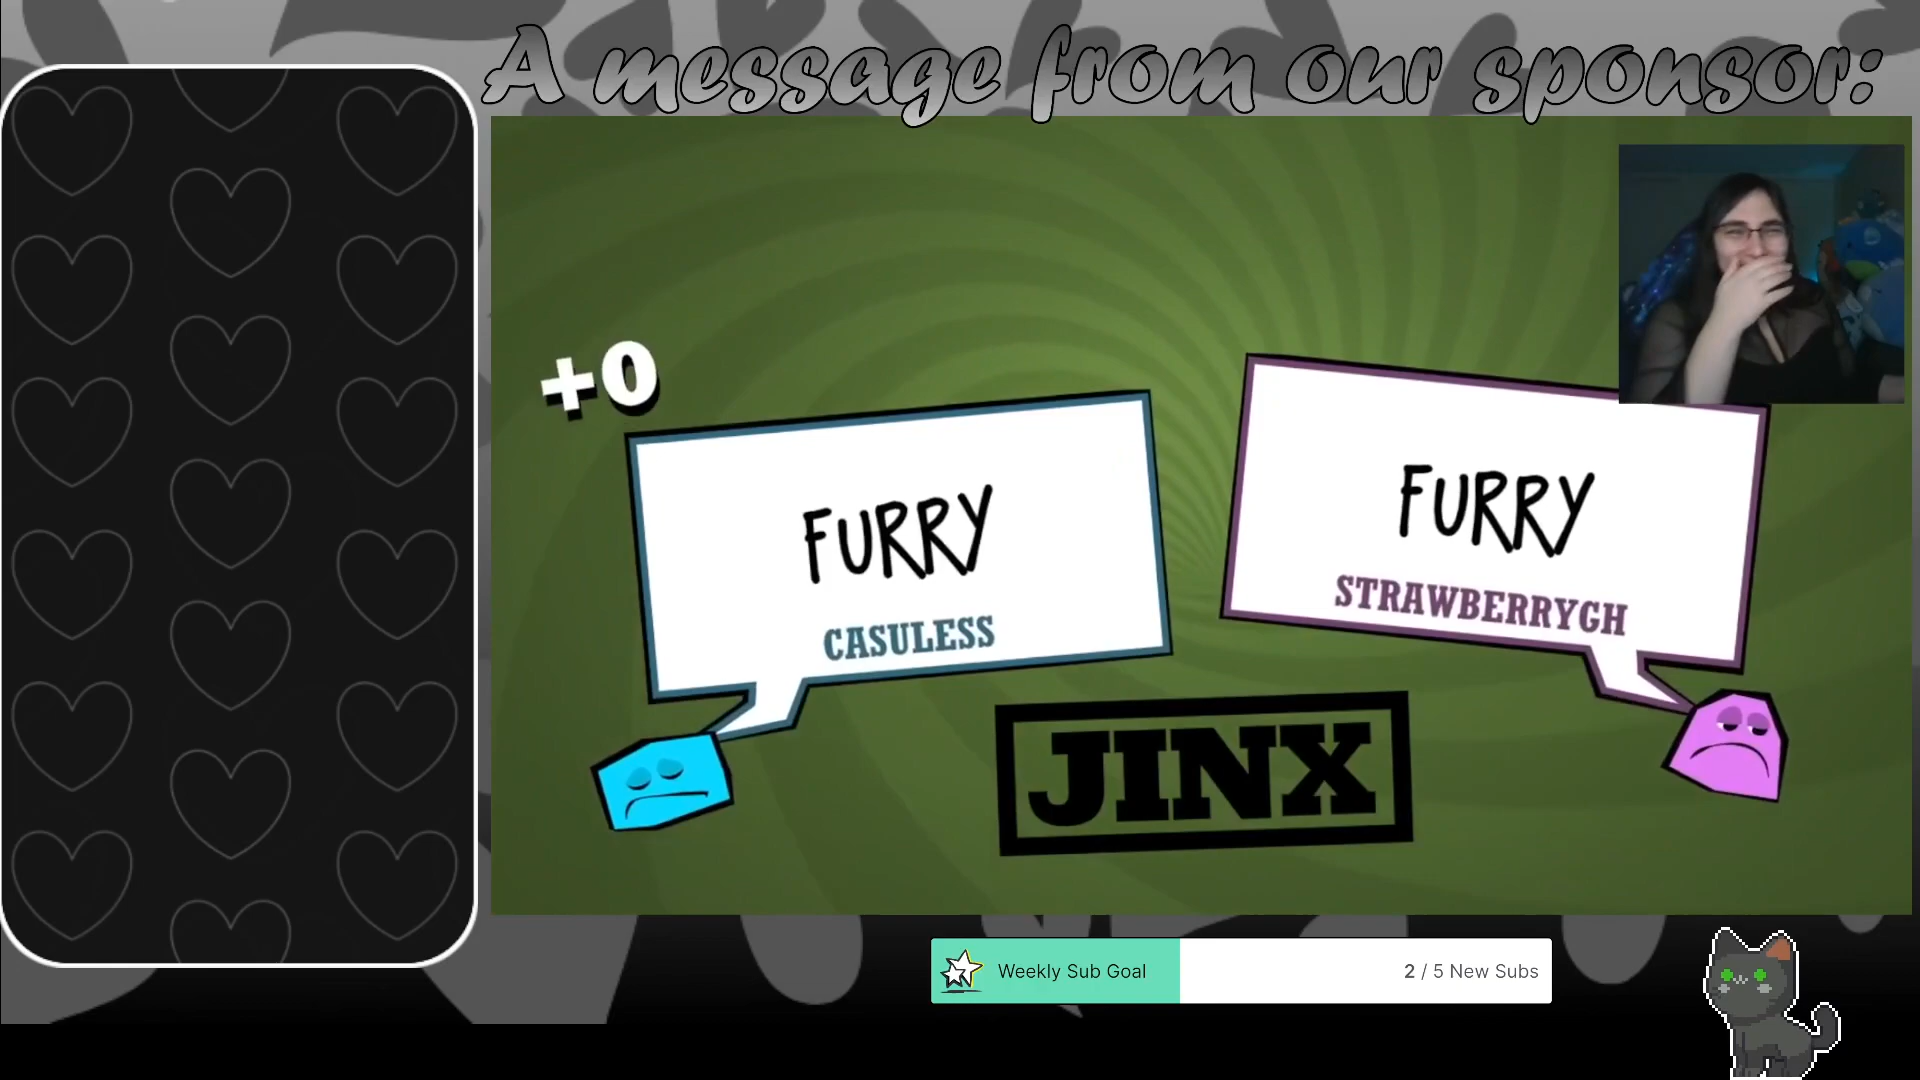 A message from our sponsor:
+0
FURRY
CASULESS
FURRY
STRAWBERRYGH
JINX
Weekly Sub Goal
2 / 5 New Subs